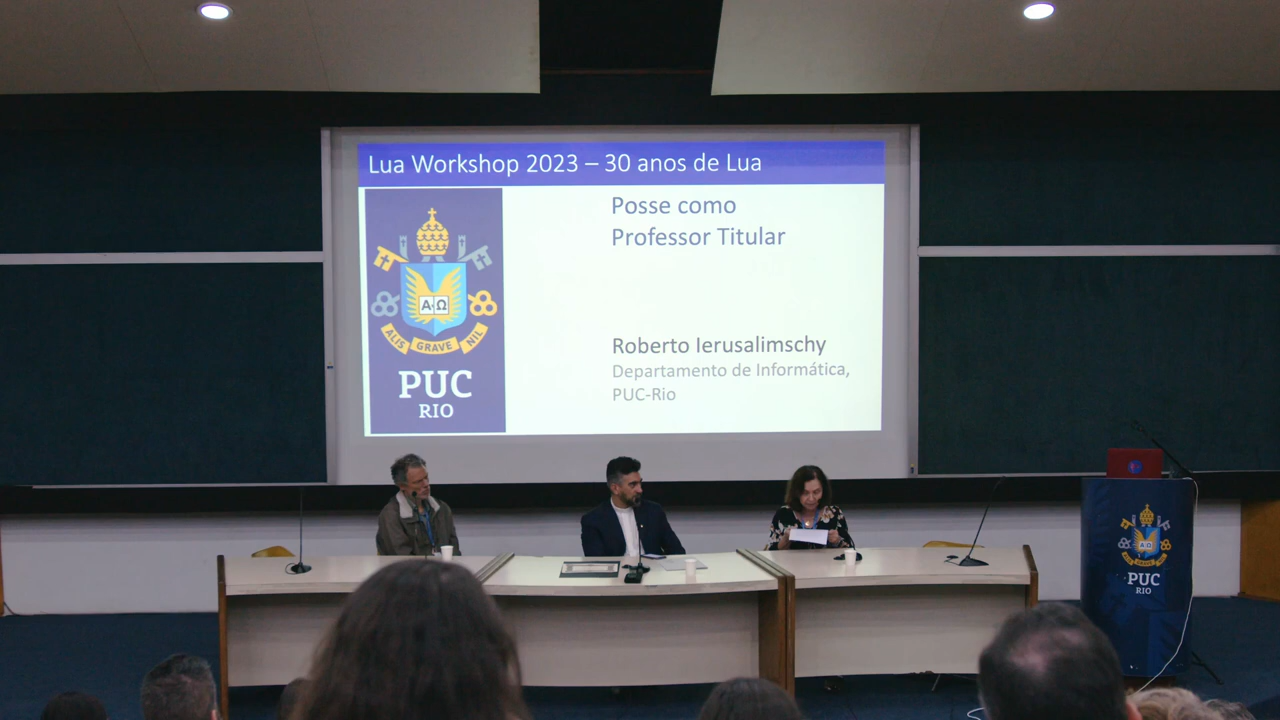 Lua Workshop 2023 – 30 anos de Lua
Posse como
Professor Titular
Roberto Ierusalimschy
Departamento de Informática,
PUC-Rio
Α Ω
ALIS GRAVE NIL
PUC
RIO
PUC
RIO